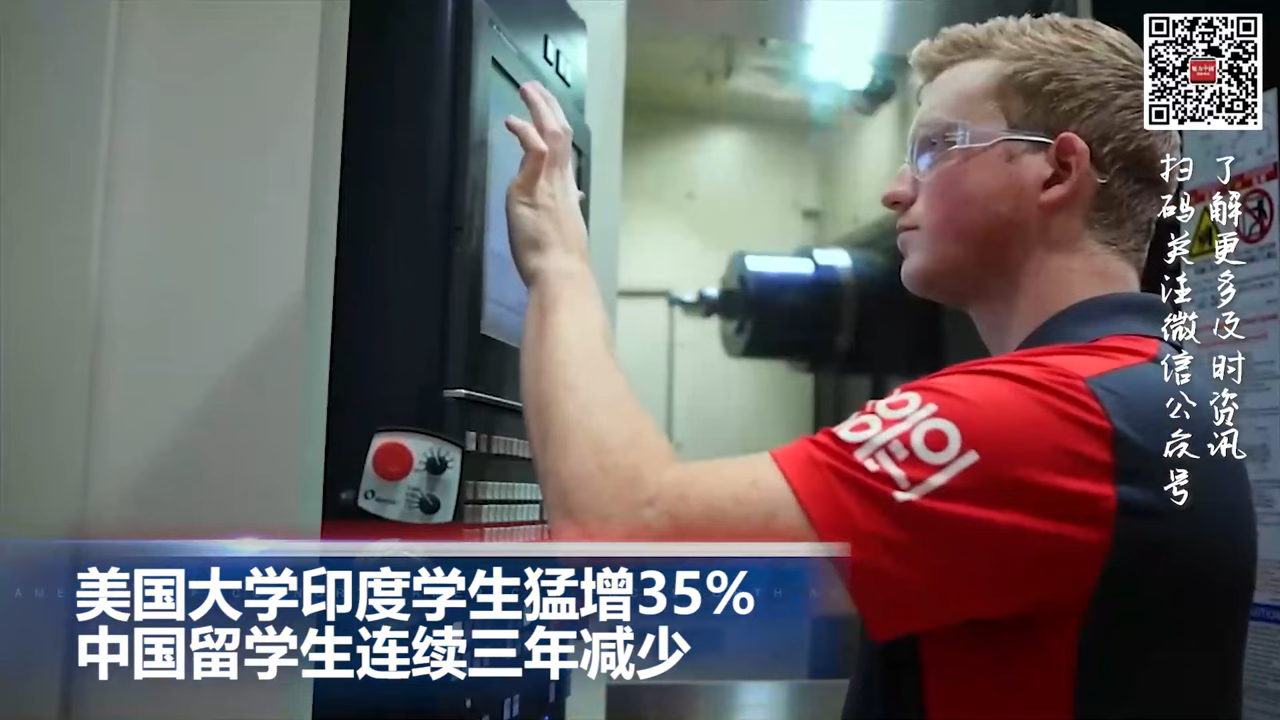 美国大学印度学生猛增35%
中国留学生连续三年减少
了解更多及时资讯
扫码关注微信公众号